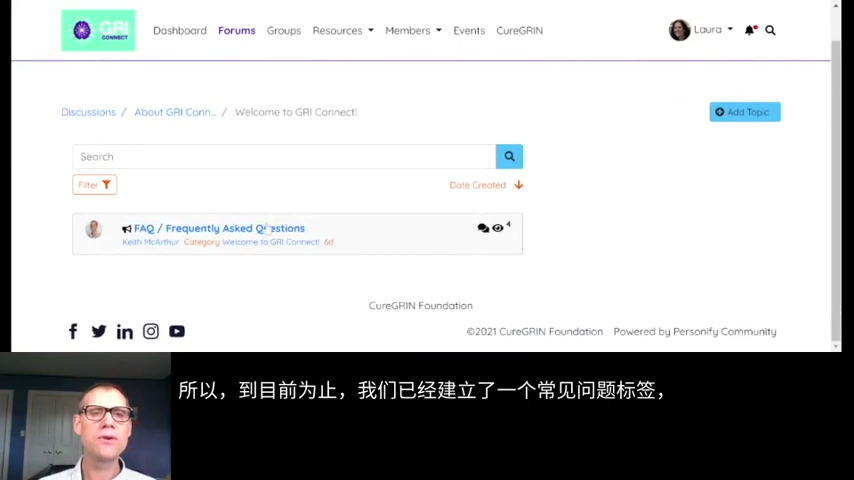 GRI
CONNECT
Dashboard Forums Groups Resources Members Events CureGRIN Laura
Discussions / About GRI Conn... / Welcome to GRI Connect! Add Topic
Search
Filter Date Created
FAQ / Frequently Asked Questions 4
Keith McArthur Category Welcome to GRI Connect! 6d
CureGRIN Foundation
©2021 CureGRIN Foundation Powered by Personify Community
所以，到目前为止，我们已经建立了一个常见问题标签，